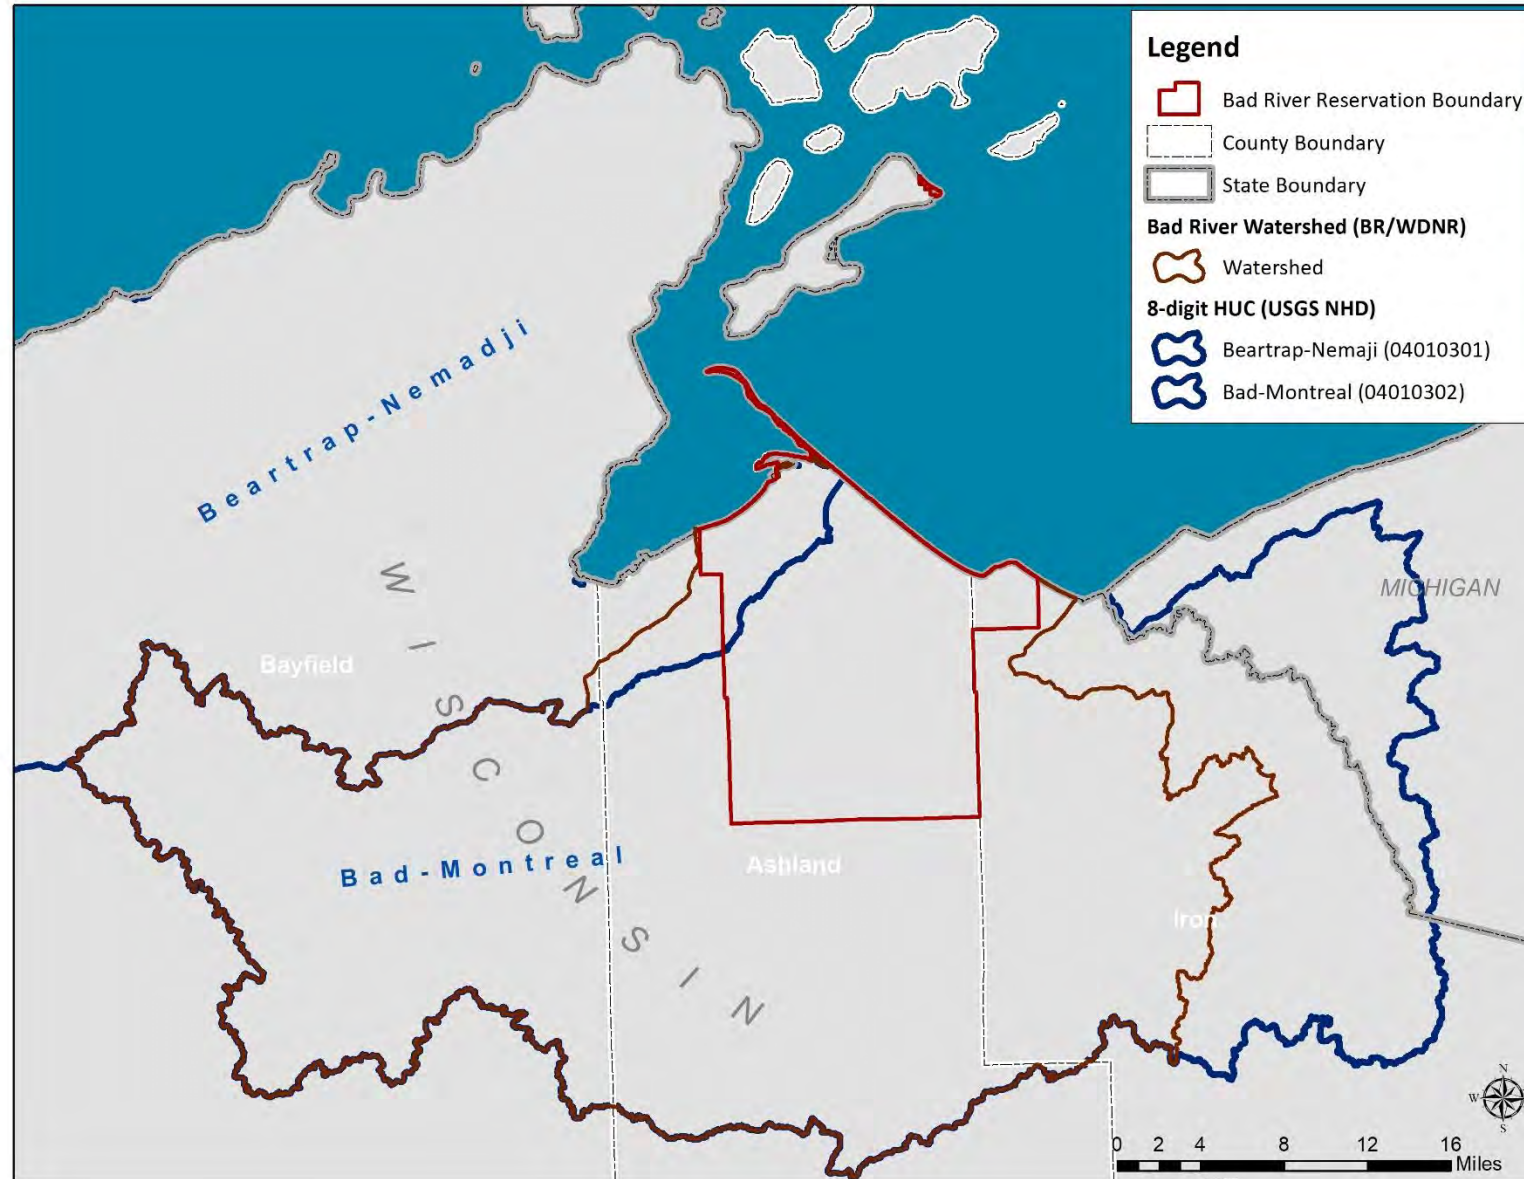 Legend
Bad River Reservation Boundary
County Boundary
State Boundary
Bad River Watershed (BR/WDNR)
Watershed
8-digit HUC (USGS NHD)
Beartrap-Nemaji (04010301)
Bad-Montreal (04010302)
Beartrap-Nemadji
WISCONSIN
MICHIGAN
Bayfield
Bad-Montreal
Ashland
Iron
N
W E
S
0 2 4 8 12 16
Miles